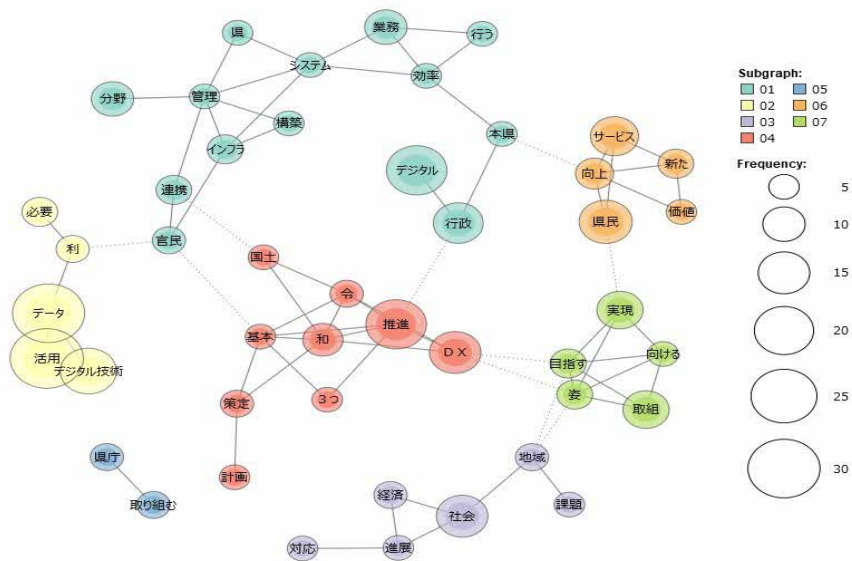 県
業務
行う
システム
効率
分野
管理
構築
インフラ
本県
デジタル
連携
行政
官民
必要
利
データ
活用
デジタル技術
国土
令
推進
基本
和
DX
策定
3つ
計画
サービス
向上
新た
県民
価値
実現
目指す
向ける
姿
取組
県庁
取り組む
地域
経済
社会
課題
対応
進展
Subgraph:
01 05
02 06
03 07
04
Frequency:
5
10
15
20
25
30